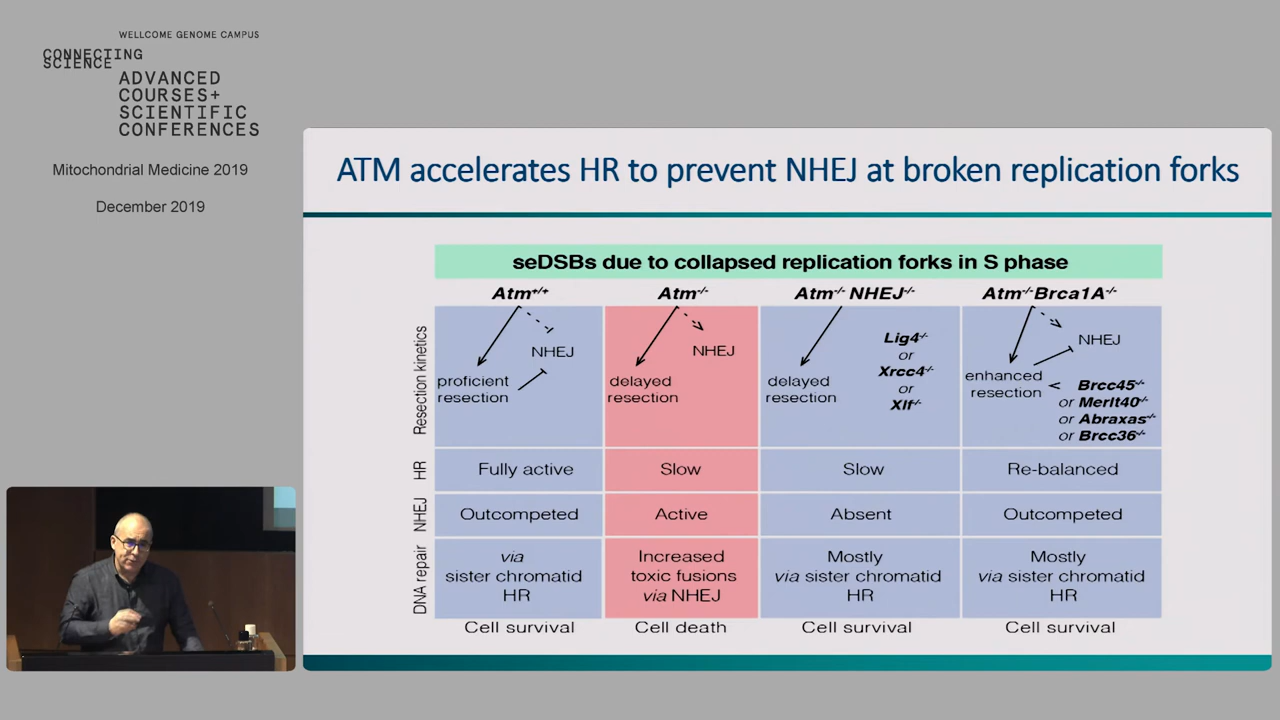 WELLCOME GENOME CAMPUS
CONNECTING
SCIENCE
ADVANCED
COURSES+
SCIENTIFIC
CONFERENCES
Mitochondrial Medicine 2019
December 2019
ATM accelerates HR to prevent NHEJ at broken replication forks
seDSBs due to collapsed replication forks in S phase
Atm+/+
Atm-/-
Atm-/- NHEJ-/-
Atm-/-Brca1A-/-
Resection kinetics
NHEJ
proficient
resection
NHEJ
delayed
resection
delayed
resection
Lig4-/-
or
Xrcc4-/-
or
Xlf-/-
NHEJ
enhanced
resection
<
Brcc45-/-
or Merit40-/-
or Abraxas-/-
or Brcc36-/-
HR
Fully active
Slow
Slow
Re-balanced
NHEJ
Outcompeted
Active
Absent
Outcompeted
DNA repair
via
sister chromatid
HR
Increased
toxic fusions
via NHEJ
Mostly
via sister chromatid
HR
Mostly
via sister chromatid
HR
Cell survival
Cell death
Cell survival
Cell survival